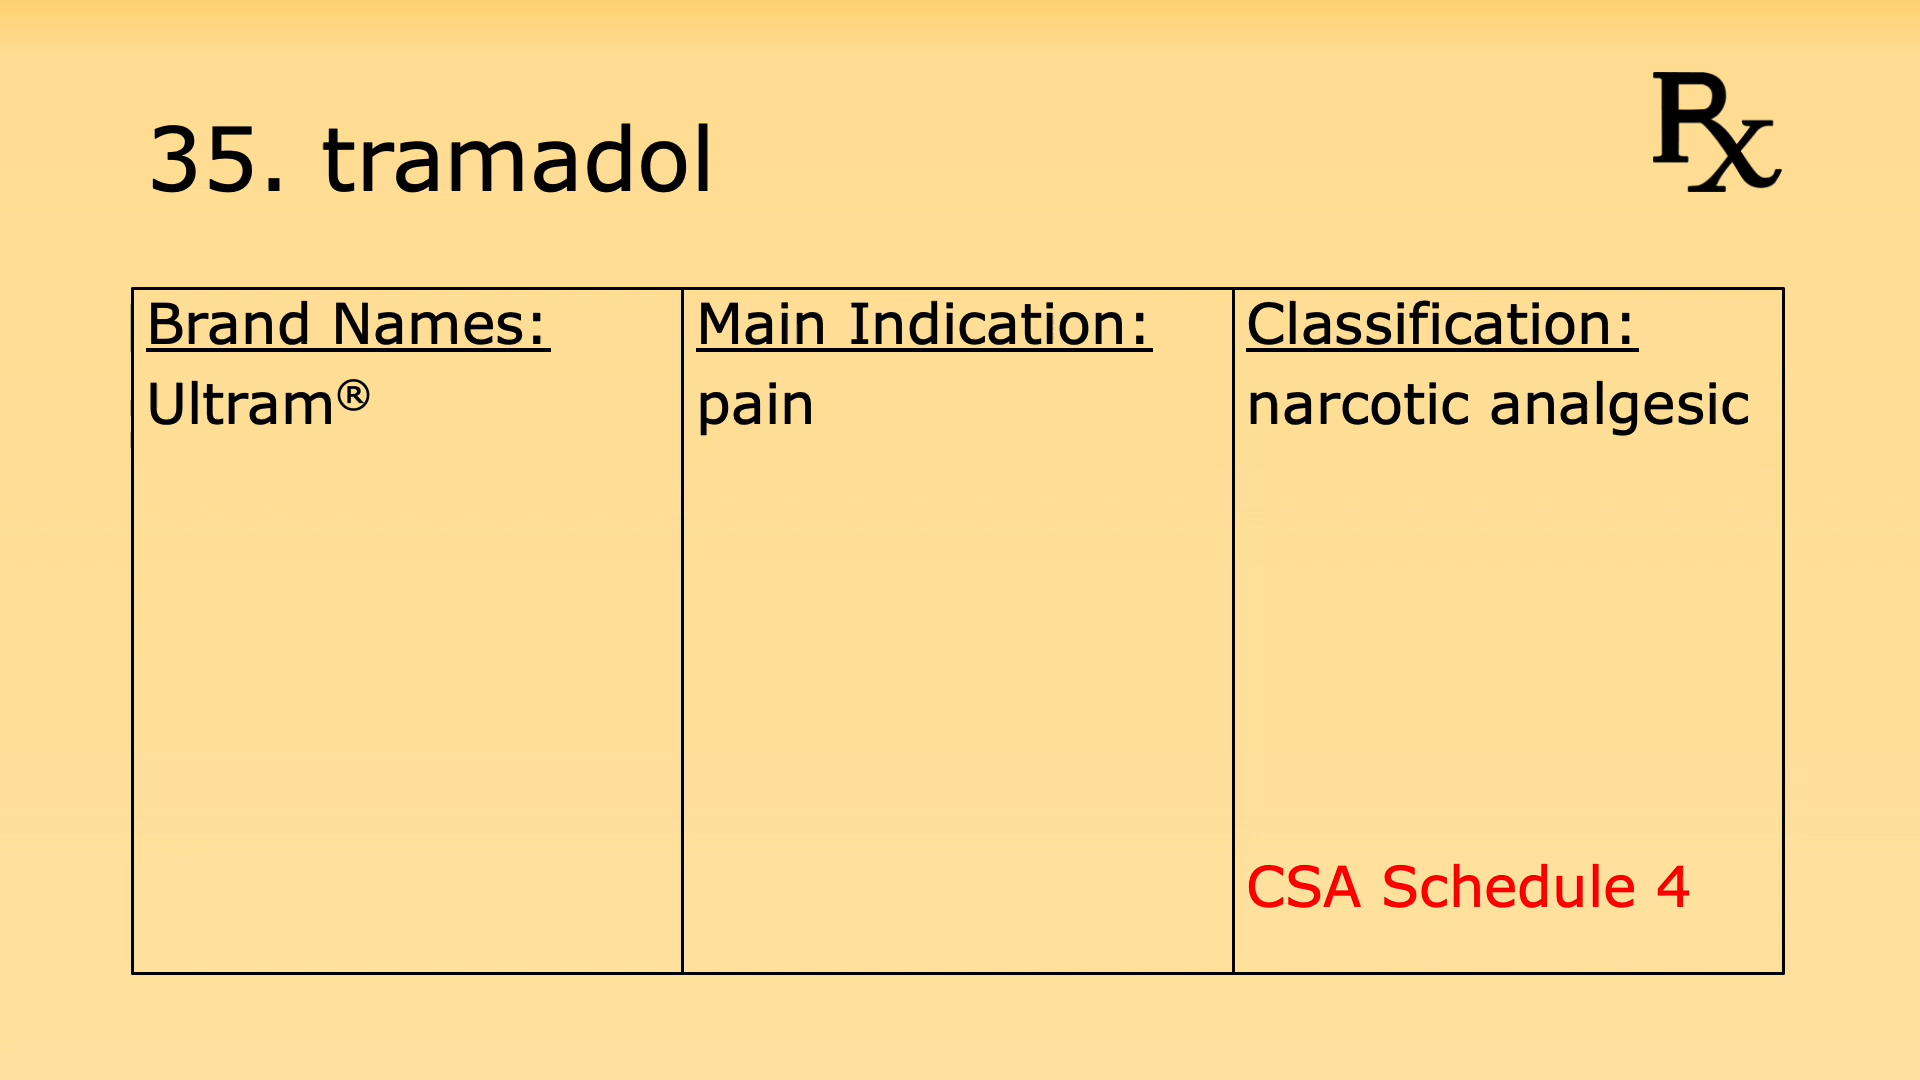 35. tramadol
Rx
Brand Names:
Ultram®
Main Indication:
pain
Classification:
narcotic analgesic
CSA Schedule 4